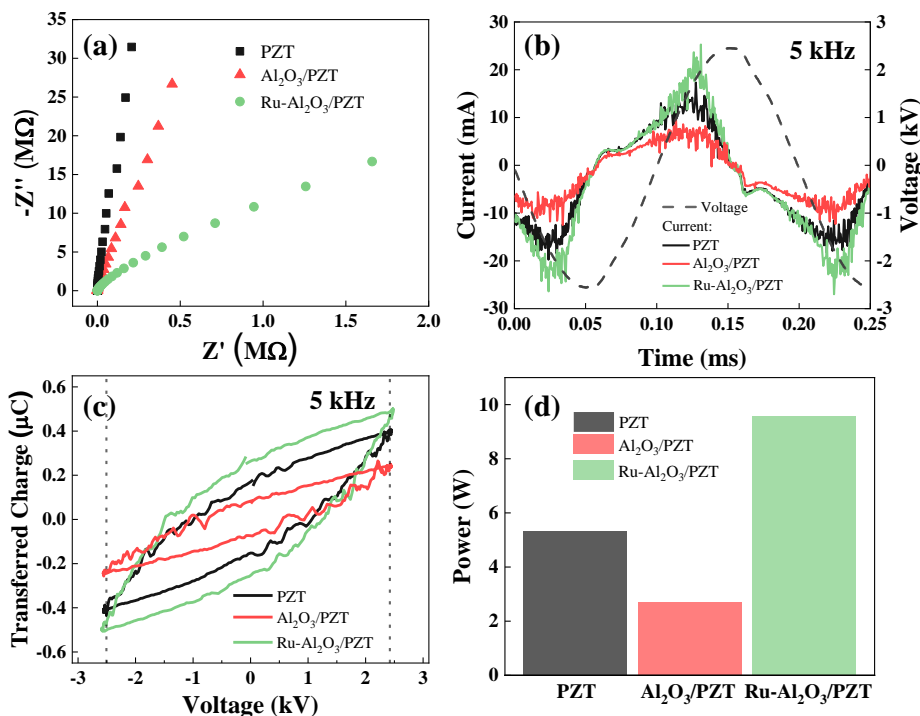 (a)
PZT
Al₂O₃/PZT
Ru-Al₂O₃/PZT
-Z'' (MΩ)
35
30
25
20
15
10
5
0
0.0 0.5 1.0 1.5 2.0
Z' (MΩ)
(b)
5 kHz
Current (mA)
30
20
10
0
-10
-20
-30
Voltage (kV)
3
2
1
0
-1
-2
-3
Voltage
Current:
PZT
Al₂O₃/PZT
Ru-Al₂O₃/PZT
0.00 0.05 0.10 0.15 0.20 0.25
Time (ms)
(c)
5 kHz
Transferred Charge (μC)
0.6
0.4
0.2
0.0
-0.2
-0.4
-0.6
PZT
Al₂O₃/PZT
Ru-Al₂O₃/PZT
-3 -2 -1 0 1 2 3
Voltage (kV)
(d)
Power (W)
10
8
6
4
2
0
PZT
Al₂O₃/PZT
Ru-Al₂O₃/PZT
PZT Al₂O₃/PZT Ru-Al₂O₃/PZT